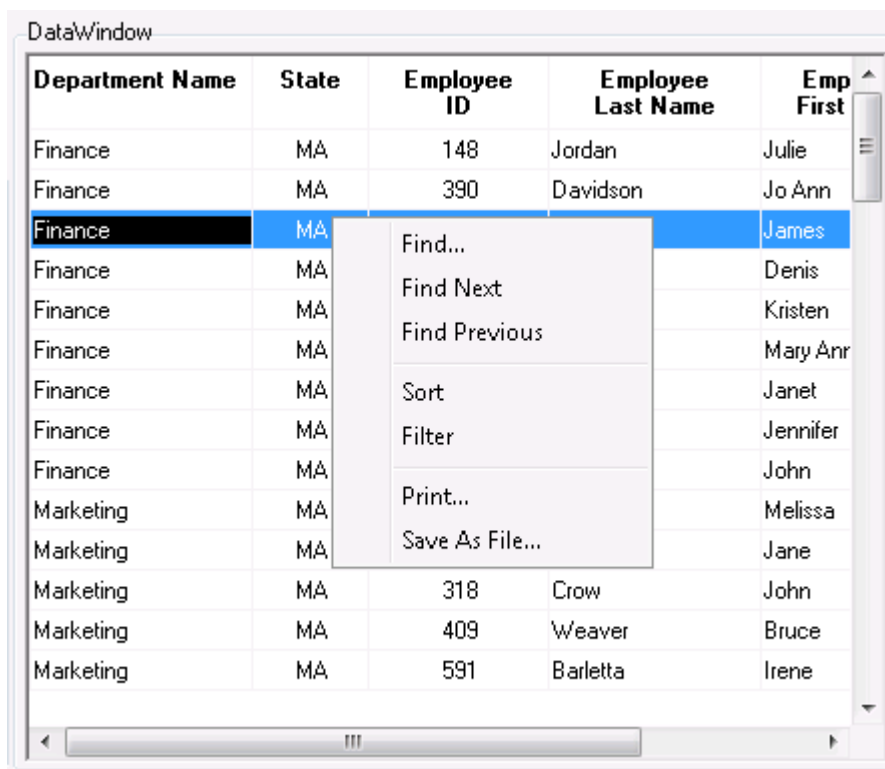 DataWindow
Department Name State Employee ID Employee Last Name Emp First
Finance MA 148 Jordan Julie
Finance MA 390 Davidson Jo Ann
Finance MA James
Finance MA Denis
Finance MA Kristen
Finance MA Mary Anr
Finance MA Janet
Finance MA Jennifer
Finance MA John
Marketing MA Melissa
Marketing MA Jane
Marketing MA 318 Crow John
Marketing MA 409 Weaver Bruce
Marketing MA 591 Barletta Irene
Find...
Find Next
Find Previous
Sort
Filter
Print...
Save As File...